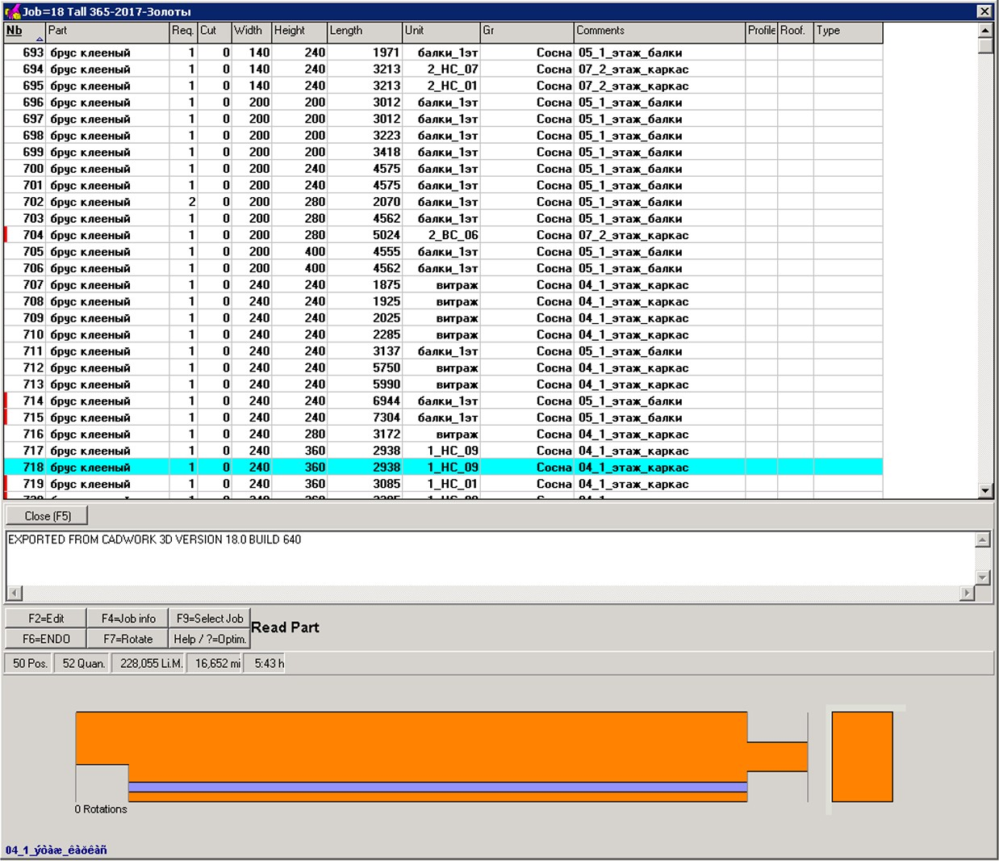 Job=18 Tall 365-2017-Золоты
Nb Part Req. Cut Width Height Length Unit Gr Comments Profile Roof. Type
693 брус клееный 1 0 140 240 1971 балки_1эт Сосна 05_1_этаж_балки
694 брус клееный 1 0 140 240 3213 2_НС_07 Сосна 07_2_этаж_каркас
695 брус клееный 1 0 140 240 3213 2_НС_01 Сосна 07_2_этаж_каркас
696 брус клееный 1 0 200 200 3012 балки_1эт Сосна 05_1_этаж_балки
697 брус клееный 1 0 200 200 3012 балки_1эт Сосна 05_1_этаж_балки
698 брус клееный 1 0 200 200 3223 балки_1эт Сосна 05_1_этаж_балки
699 брус клееный 1 0 200 200 3418 балки_1эт Сосна 05_1_этаж_балки
700 брус клееный 1 0 200 240 4575 балки_1эт Сосна 05_1_этаж_балки
701 брус клееный 1 0 200 240 4575 балки_1эт Сосна 05_1_этаж_балки
702 брус клееный 2 0 200 280 2070 балки_1эт Сосна 05_1_этаж_балки
703 брус клееный 1 0 200 280 4562 балки_1эт Сосна 05_1_этаж_балки
704 брус клееный 1 0 200 280 5024 2_ВС_06 Сосна 07_2_этаж_каркас
705 брус клееный 1 0 200 400 4555 балки_1эт Сосна 05_1_этаж_балки
706 брус клееный 1 0 200 400 4562 балки_1эт Сосна 05_1_этаж_балки
707 брус клееный 1 0 240 240 1875 витраж Сосна 04_1_этаж_каркас
708 брус клееный 1 0 240 240 1925 витраж Сосна 04_1_этаж_каркас
709 брус клееный 1 0 240 240 2025 витраж Сосна 04_1_этаж_каркас
710 брус клееный 1 0 240 240 2285 витраж Сосна 04_1_этаж_каркас
711 брус клееный 1 0 240 240 3137 балки_1эт Сосна 05_1_этаж_балки
712 брус клееный 1 0 240 240 5750 витраж Сосна 04_1_этаж_каркас
713 брус клееный 1 0 240 240 5990 витраж Сосна 04_1_этаж_каркас
714 брус клееный 1 0 240 240 6944 балки_1эт Сосна 05_1_этаж_балки
715 брус клееный 1 0 240 240 7304 балки_1эт Сосна 05_1_этаж_балки
716 брус клееный 1 0 240 280 3172 витраж Сосна 04_1_этаж_каркас
717 брус клееный 1 0 240 360 2938 1_НС_09 Сосна 04_1_этаж_каркас
718 брус клееный 1 0 240 360 2938 1_НС_09 Сосна 04_1_этаж_каркас
719 брус клееный 1 0 240 360 3085 1_НС_01 Сосна 04_1_этаж_каркас
Close (F5)
EXPORTED FROM CADWORK 3D VERSION 18.0 BUILD 640
F2=Edit F4=Job info F9=Select Job
Read Part
F6=ENDO F7=Rotate Help / ?=Optim.
50 Pos. 52 Quan. 228,055 Li.M. 16,652 mi 5:43 h
0 Rotations
04_1_ýòàæ_êàðêàñ